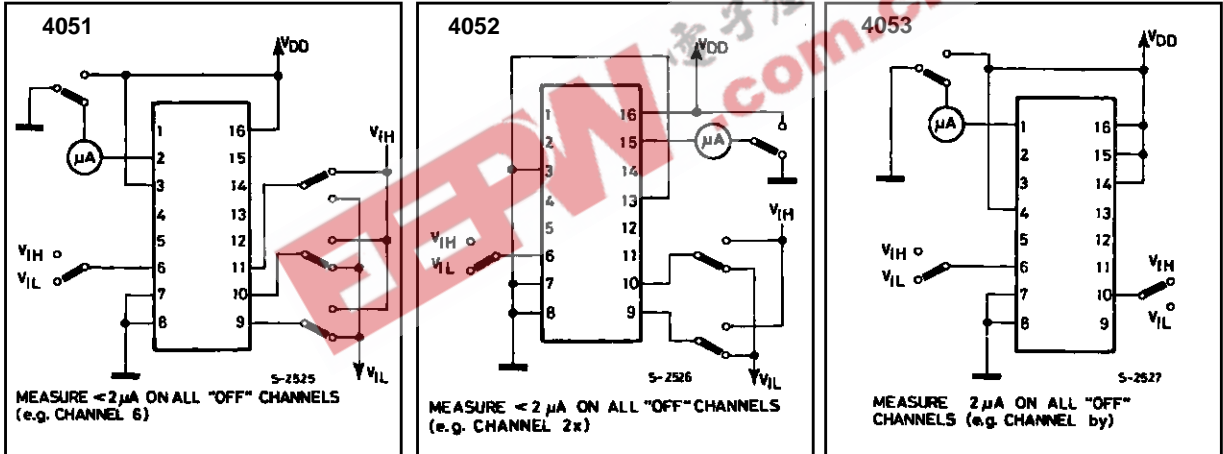 4051
VDD
1
2
3
4
5
6
7
8
16
15
14
13
12
11
10
9
μA
VIH
VIL
VIH
VIL
S-2525
MEASURE <2μA ON ALL "OFF" CHANNELS
(e.g. CHANNEL 6)
4052
VDD
1
2
3
4
5
6
7
8
16
15
14
13
12
11
10
9
μA
VIH
VIL
VIH
VIL
S-2526
MEASURE <2 μA ON ALL "OFF" CHANNELS
(e.g. CHANNEL 2x)
4053
VDD
1
2
3
4
5
6
7
8
16
15
14
13
12
11
10
9
μA
VIH
VIL
VIH
VIL
S-2527
MEASURE 2μA ON ALL "OFF"
CHANNELS (e.g. CHANNEL by)
EEPW
電子
.com.c